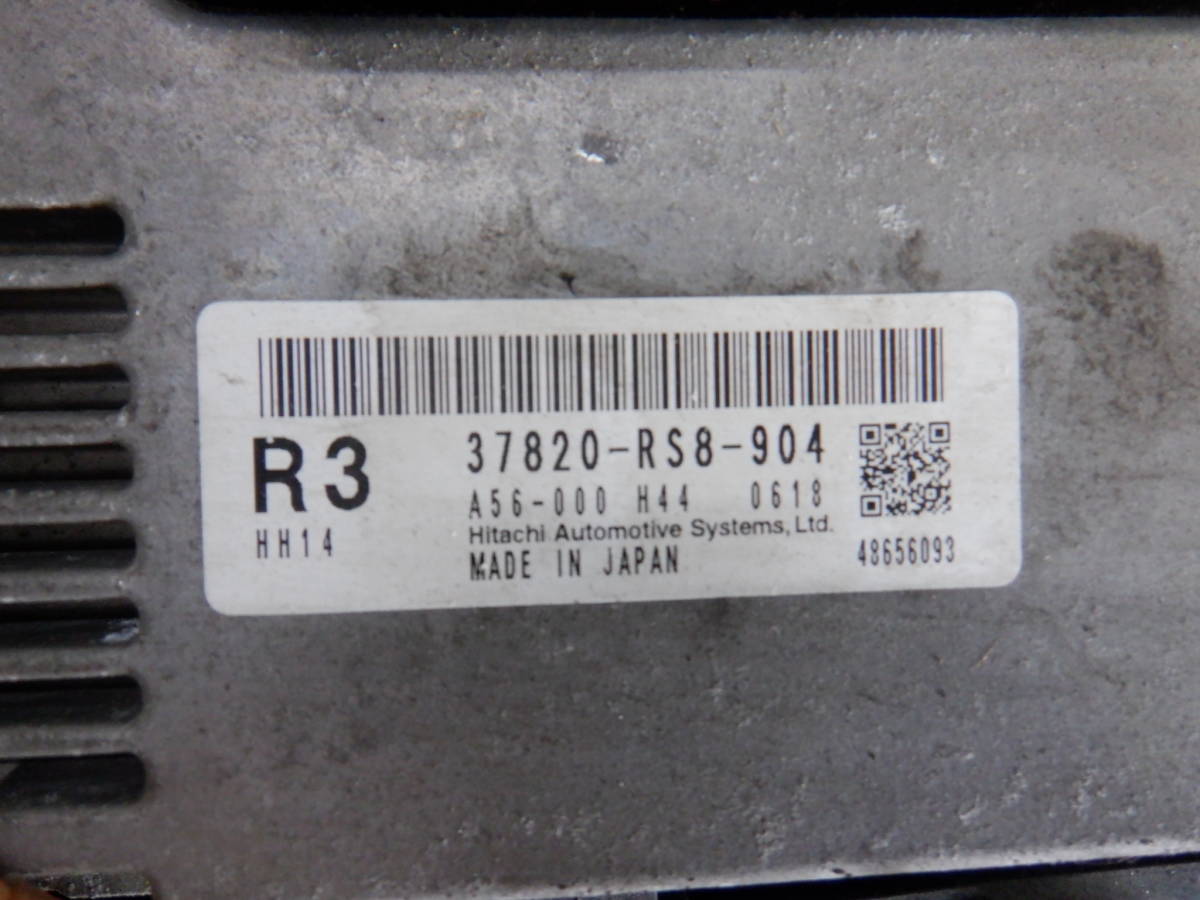 R3 37820-RS8-904
A56-000 H44 0618
HH14 Hitachi Automotive Systems, Ltd.
MADE IN JAPAN 48656093